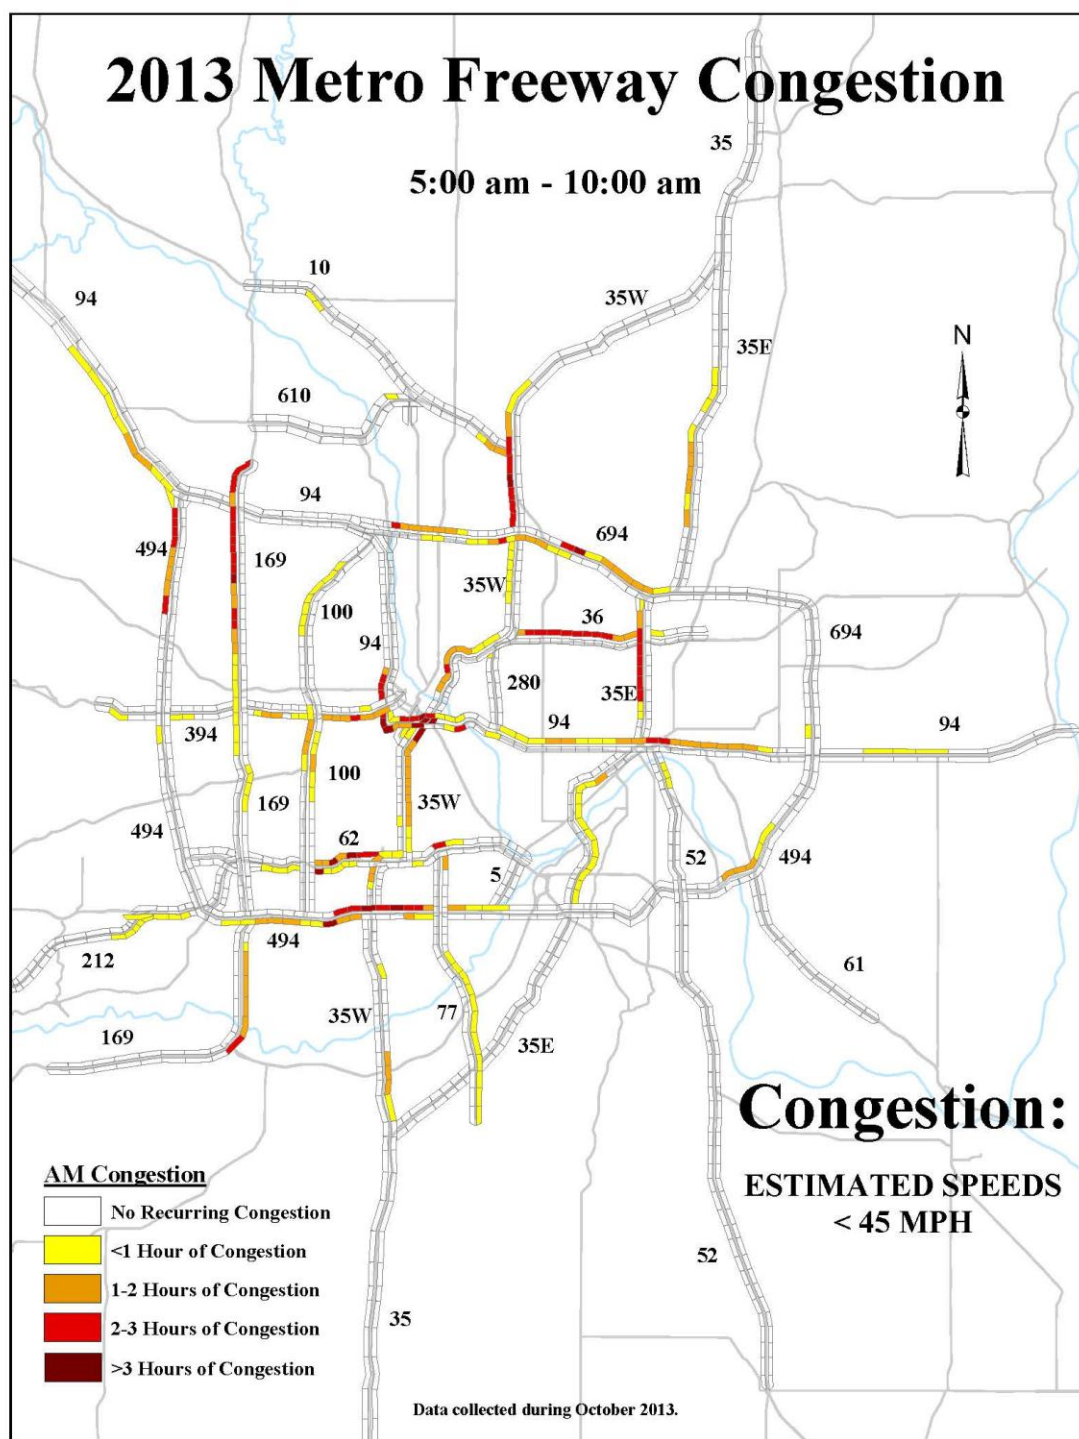 2013 Metro Freeway Congestion
35
5:00 am - 10:00 am
10
94
35W
35E
N
610
94
694
494
169
35W
100
36
94
694
280
35E
394
94
94
100
169
35W
494
62
5
52
494
494
212
61
35W
77
169
35E
Congestion:
ESTIMATED SPEEDS
< 45 MPH
AM Congestion
No Recurring Congestion
<1 Hour of Congestion
1-2 Hours of Congestion
2-3 Hours of Congestion
>3 Hours of Congestion
52
35
Data collected during October 2013.